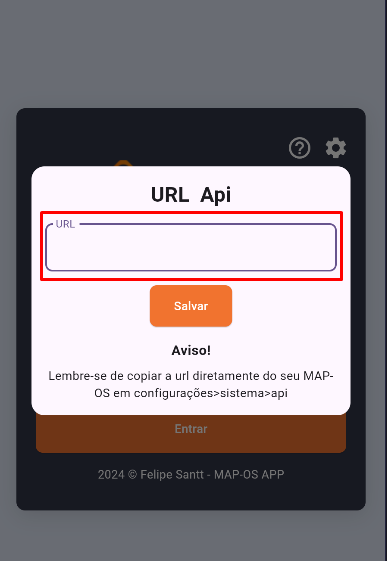 URL Api
URL
Salvar
Aviso!
Lembre-se de copiar a url diretamente do seu MAP-
OS em configurações>sistema>api
Entrar
2024 © Felipe Santt - MAP-OS APP